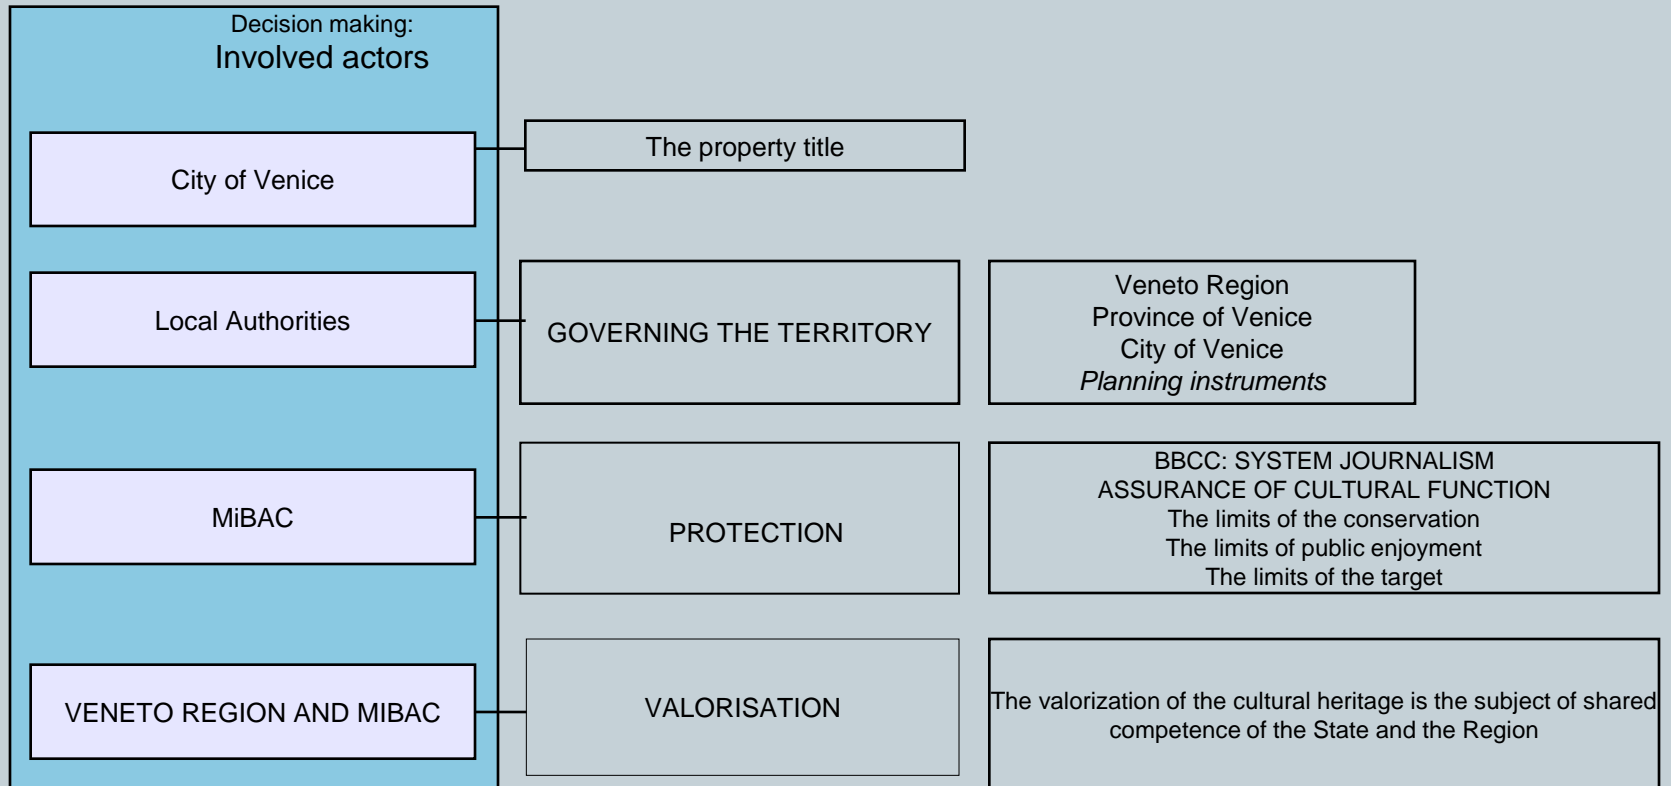 Decision making:
Involved actors
City of Venice
The property title
Local Authorities
GOVERNING THE TERRITORY
Veneto Region
Province of Venice
City of Venice
Planning instruments
MiBAC
PROTECTION
BBCC: SYSTEM JOURNALISM
ASSURANCE OF CULTURAL FUNCTION
The limits of the conservation
The limits of public enjoyment
The limits of the target
VENETO REGION AND MIBAC
VALORISATION
The valorization of the cultural heritage is the subject of shared
competence of the State and the Region